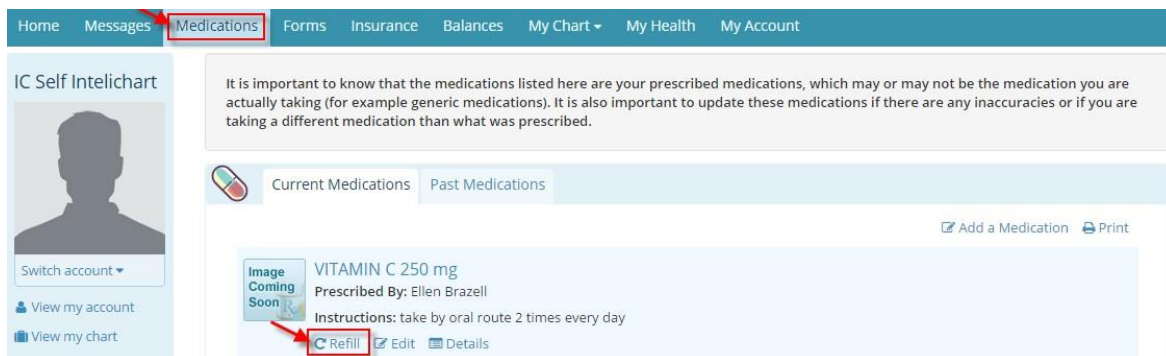 Home Messages Medications Forms Insurance Balances My Chart My Health My Account
IC Self Intelichart
Switch account
View my account
View my chart
It is important to know that the medications listed here are your prescribed medications, which may or may not be the medication you are
actually taking (for example generic medications). It is also important to update these medications if there are any inaccuracies or if you are
taking a different medication than what was prescribed.
Current Medications Past Medications
Add a Medication Print
Image
Coming
Soon
VITAMIN C 250 mg
Prescribed By: Ellen Brazell
Instructions: take by oral route 2 times every day
Refill Edit Details